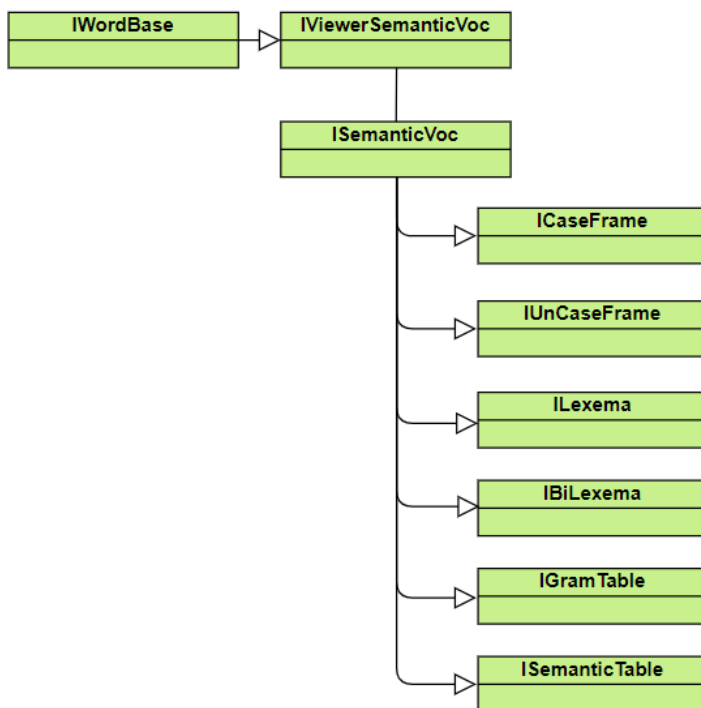 IWordBase
IViewerSemanticVoc
ISemanticVoc
ICaseFrame
IUnCaseFrame
ILexema
IBiLexema
IGramTable
ISemanticTable